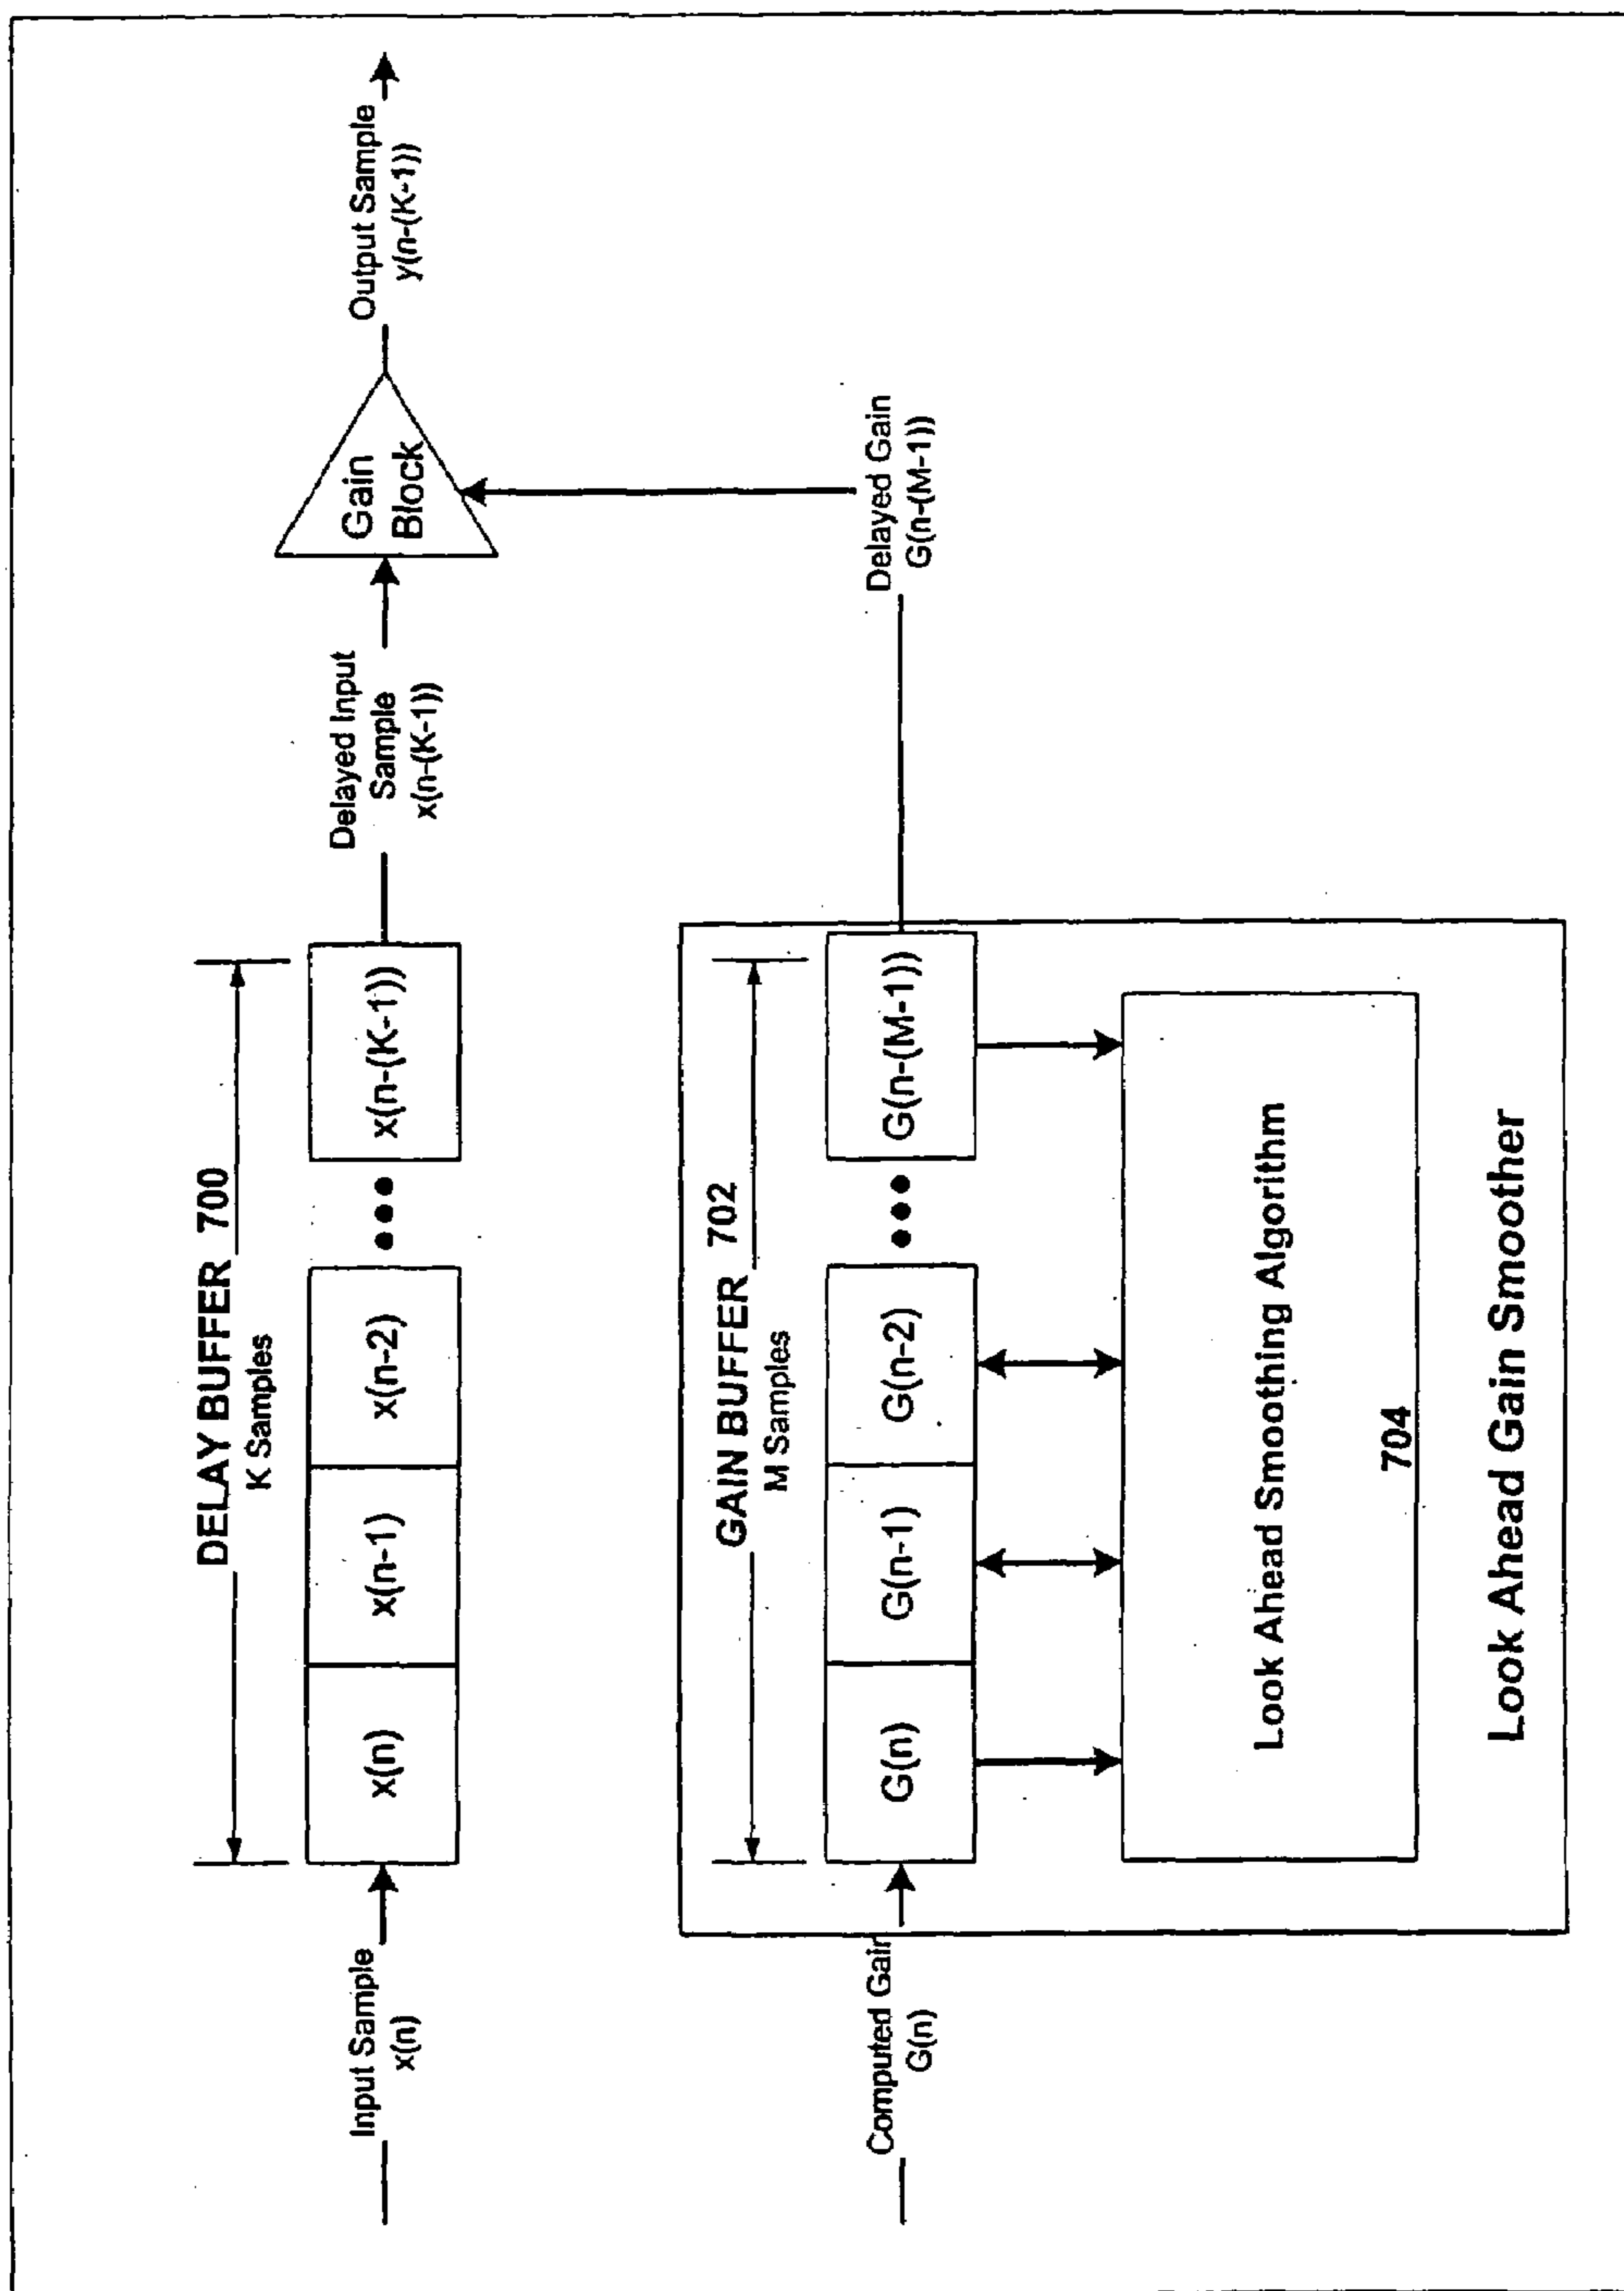 DELAY BUFFER 700
K Samples
Input Sample
x(n)
x(n)
x(n-1)
x(n-2)
x(n-(K-1))
Delayed Input
Sample
x(n-(K-1))
Gain
Block
Output Sample
y(n-(K-1))
GAIN BUFFER 702
M Samples
Computed Gain
G(n)
G(n)
G(n-1)
G(n-2)
G(n-(M-1))
Delayed Gain
G(n-(M-1))
Look Ahead Smoothing Algorithm
704
Look Ahead Gain Smoother